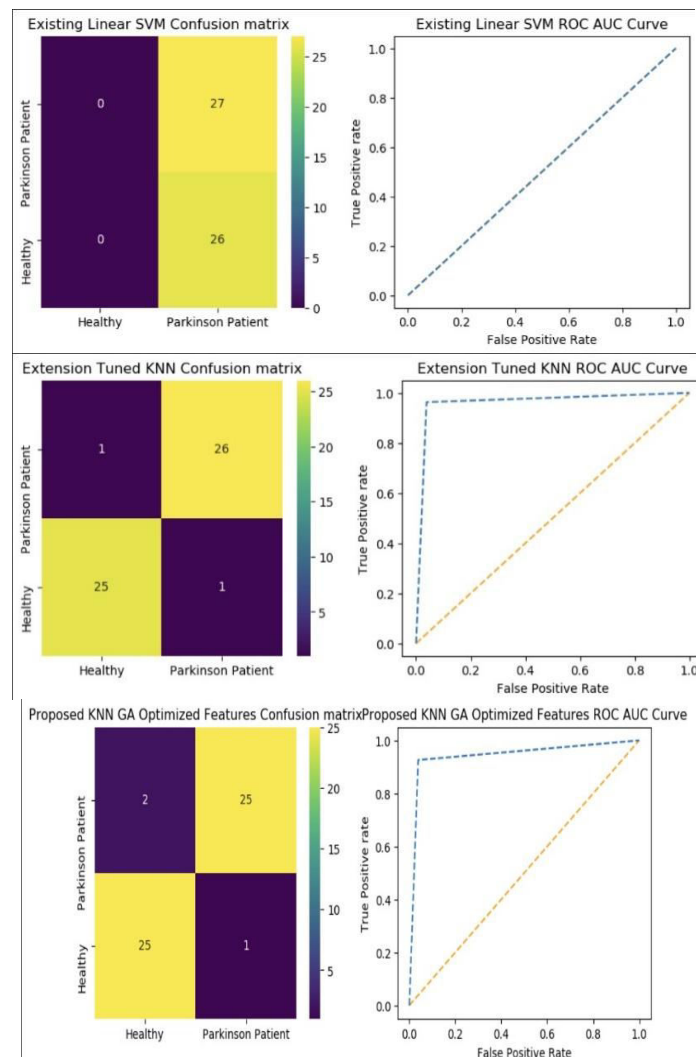 Existing Linear SVM Confusion matrix
Parkinson Patient
Healthy
0
27
0
26
Healthy
Parkinson Patient
25
20
15
10
5
0
Existing Linear SVM ROC AUC Curve
True Positive rate
1.0
0.8
0.6
0.4
0.2
0.0
0.0
0.2
0.4
0.6
0.8
1.0
False Positive Rate
Extension Tuned KNN Confusion matrix
Parkinson Patient
Healthy
1
26
25
1
Healthy
Parkinson Patient
25
20
15
10
5
Extension Tuned KNN ROC AUC Curve
True Positive rate
1.0
0.8
0.6
0.4
0.2
0.0
0.0
0.2
0.4
0.6
0.8
1.0
False Positive Rate
Proposed KNN GA Optimized Features Confusion matrix
Parkinson Patient
Healthy
2
25
25
1
Healthy
Parkinson Patient
25
20
15
10
5
Proposed KNN GA Optimized Features ROC AUC Curve
True Positive rate
1.0
0.8
0.6
0.4
0.2
0.0
0.0
0.2
0.4
0.6
0.8
1.0
False Positive Rate